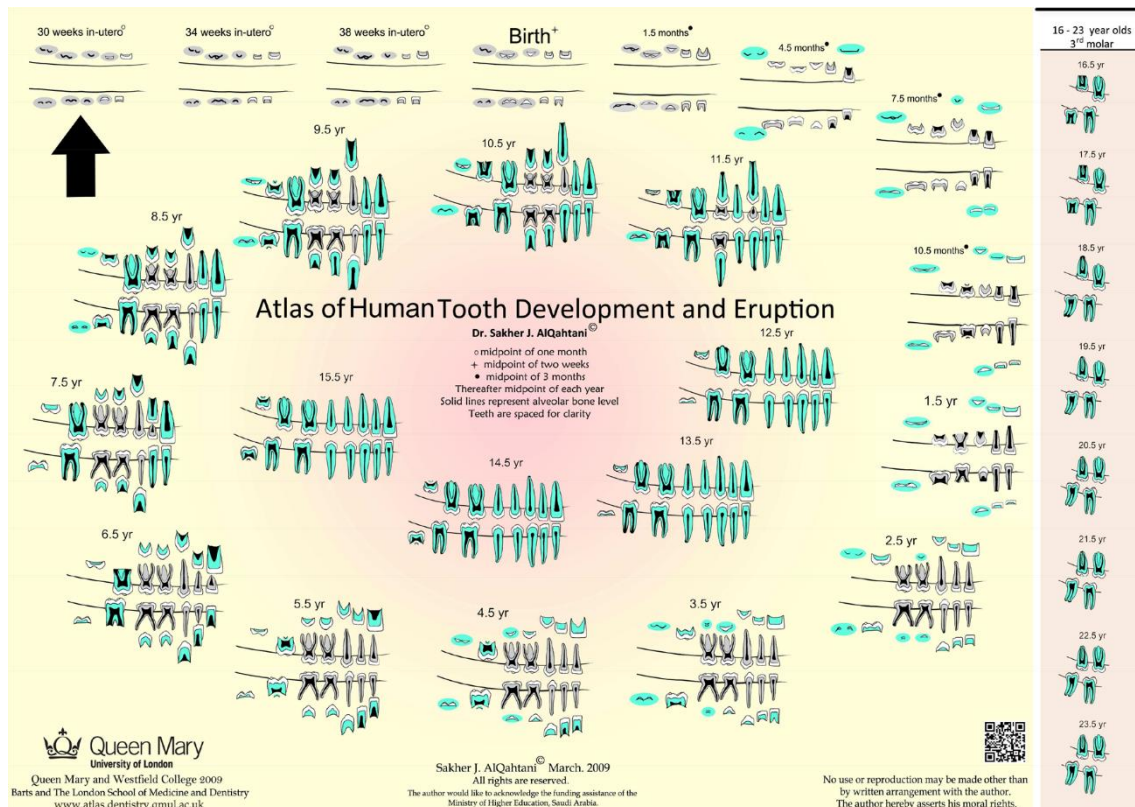 30 weeks in-utero○
34 weeks in-utero○
38 weeks in-utero○
Birth+
1.5 months●
4.5 months●
16 - 23 year olds
3rd molar
16.5 yr
7.5 months●
9.5 yr
10.5 yr
11.5 yr
17.5 yr
8.5 yr
10.5 months●
18.5 yr
Atlas of Human Tooth Development and Eruption
Dr. Sakher J. AlQahtani©
○ midpoint of one month
+ midpoint of two weeks
● midpoint of 3 months
Thereafter midpoint of each year
Solid lines represent alveolar bone level
Teeth are spaced for clarity
12.5 yr
19.5 yr
7.5 yr
15.5 yr
1.5 yr
13.5 yr
20.5 yr
14.5 yr
6.5 yr
2.5 yr
21.5 yr
5.5 yr
4.5 yr
3.5 yr
22.5 yr
23.5 yr
Queen Mary
University of London
Queen Mary and Westfield College 2009
Barts and The London School of Medicine and Dentistry
www.atlas.dentistry.qmul.ac.uk
Sakher J. AlQahtani© March. 2009
All rights are reserved.
The author would like to acknowledge the funding assistance of the
Ministry of Higher Education, Saudi Arabia.
No use or reproduction may be made other than
by written arrangement with the author.
The author hereby asserts his moral rights.